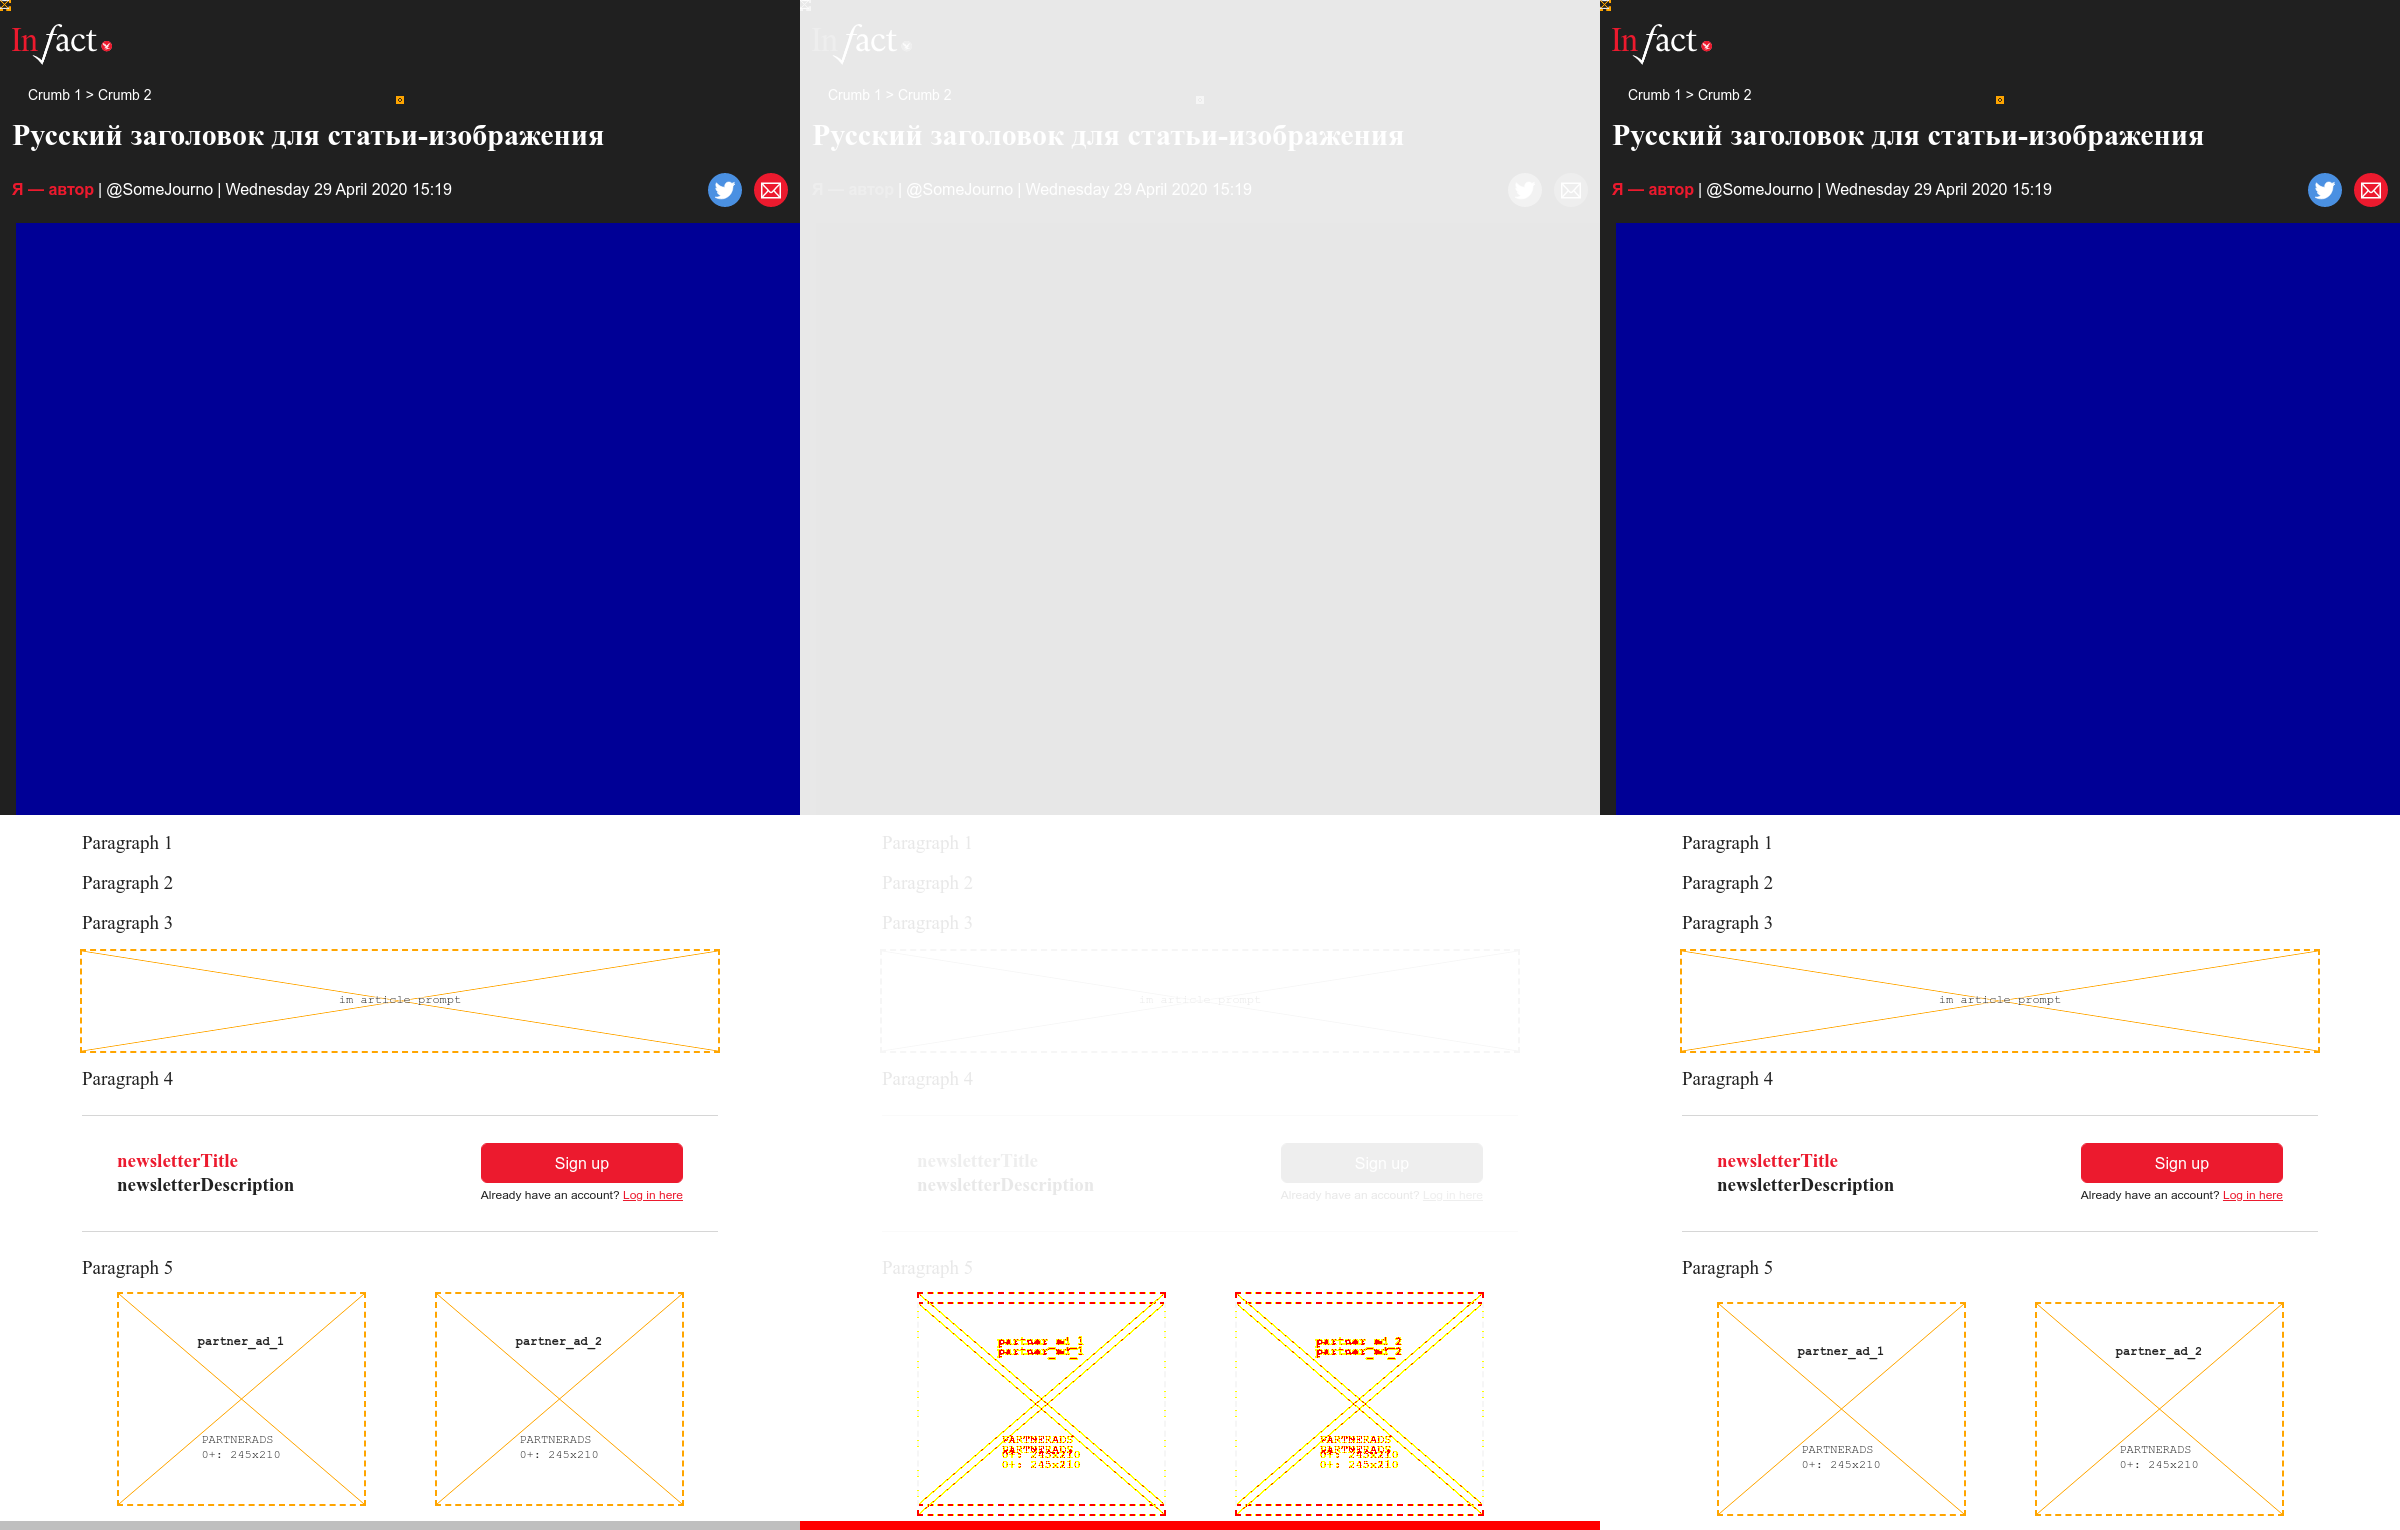 In fact
Crumb 1 > Crumb 2
Русский заголовок для статьи-изображения
Я — автор | @SomeJourno | Wednesday 29 April 2020 15:19
Paragraph 1
Paragraph 2
Paragraph 3
im article prompt
Paragraph 4
newsletterTitle
newsletterDescription
Sign up
Already have an account? Log in here
Paragraph 5
partner_ad_1
PARTNERADS
0+: 245x210
partner_ad_2
PARTNERADS
0+: 245x210
In fact
Crumb 1 > Crumb 2
Русский заголовок для статьи-изображения
Я — автор | @SomeJourno | Wednesday 29 April 2020 15:19
Paragraph 1
Paragraph 2
Paragraph 3
im article prompt
Paragraph 4
newsletterTitle
newsletterDescription
Sign up
Already have an account? Log in here
Paragraph 5
partner_ad_1
partner_ad_1
PARTNERADS
PARTNERADS
0+: 245x210
0+: 245x210
partner_ad_2
partner_ad_2
PARTNERADS
PARTNERADS
0+: 245x210
0+: 245x210
In fact
Crumb 1 > Crumb 2
Русский заголовок для статьи-изображения
Я — автор | @SomeJourno | Wednesday 29 April 2020 15:19
Paragraph 1
Paragraph 2
Paragraph 3
im article prompt
Paragraph 4
newsletterTitle
newsletterDescription
Sign up
Already have an account? Log in here
Paragraph 5
partner_ad_1
PARTNERADS
0+: 245x210
partner_ad_2
PARTNERADS
0+: 245x210